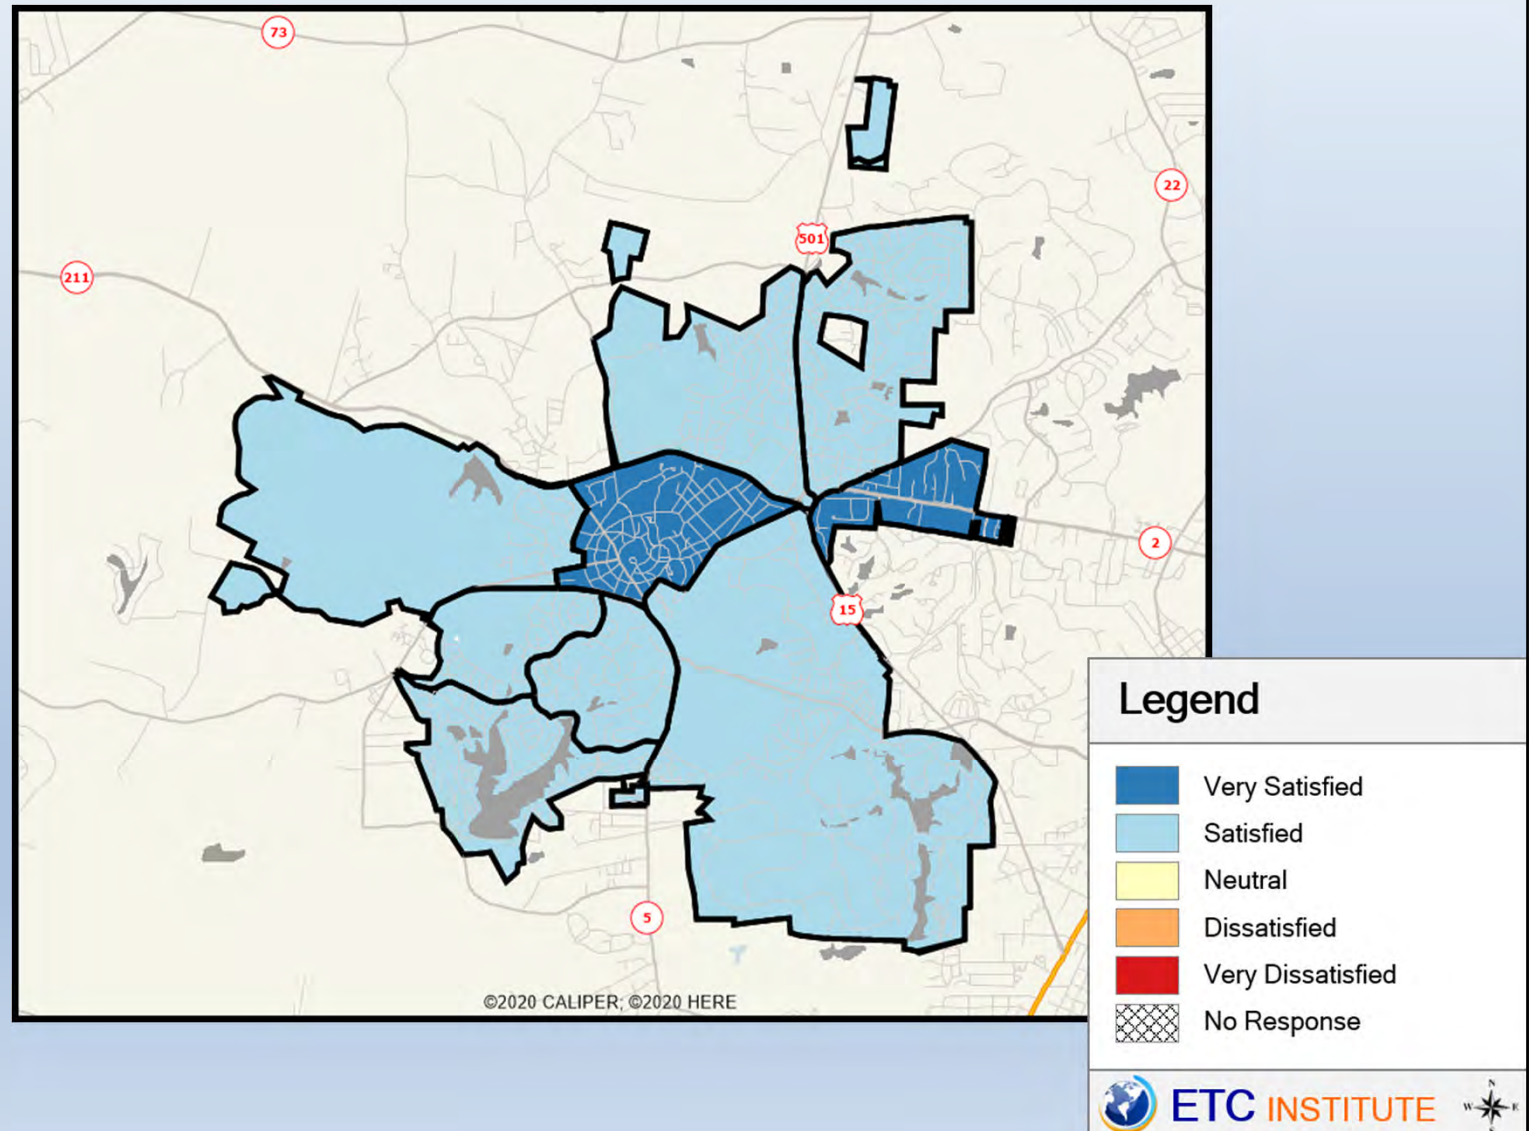 73
22
501
211
2
15
5
©2020 CALIPER; ©2020 HERE
Legend
Very Satisfied
Satisfied
Neutral
Dissatisfied
Very Dissatisfied
No Response
ETC INSTITUTE
N
W
E
S